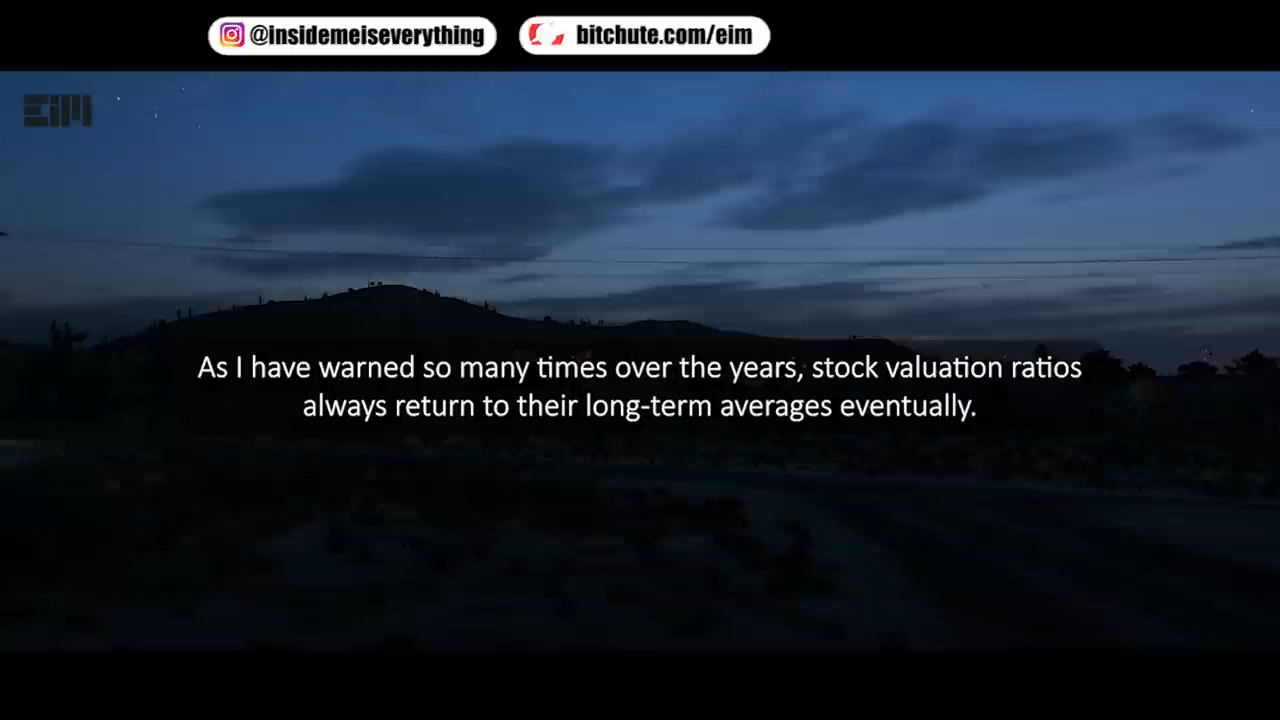 @insidemeiseverything
bitchute.com/eim
EIM
As I have warned so many times over the years, stock valuation ratios
always return to their long-term averages eventually.